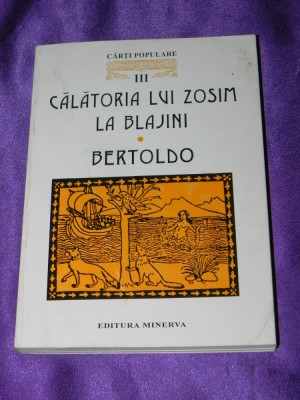 CĂRȚI POPULARE
III
CĂLĂTORIA LUI ZOSIM
LA BLAJINI
•
BERTOLDO
EDITURA MINERVA